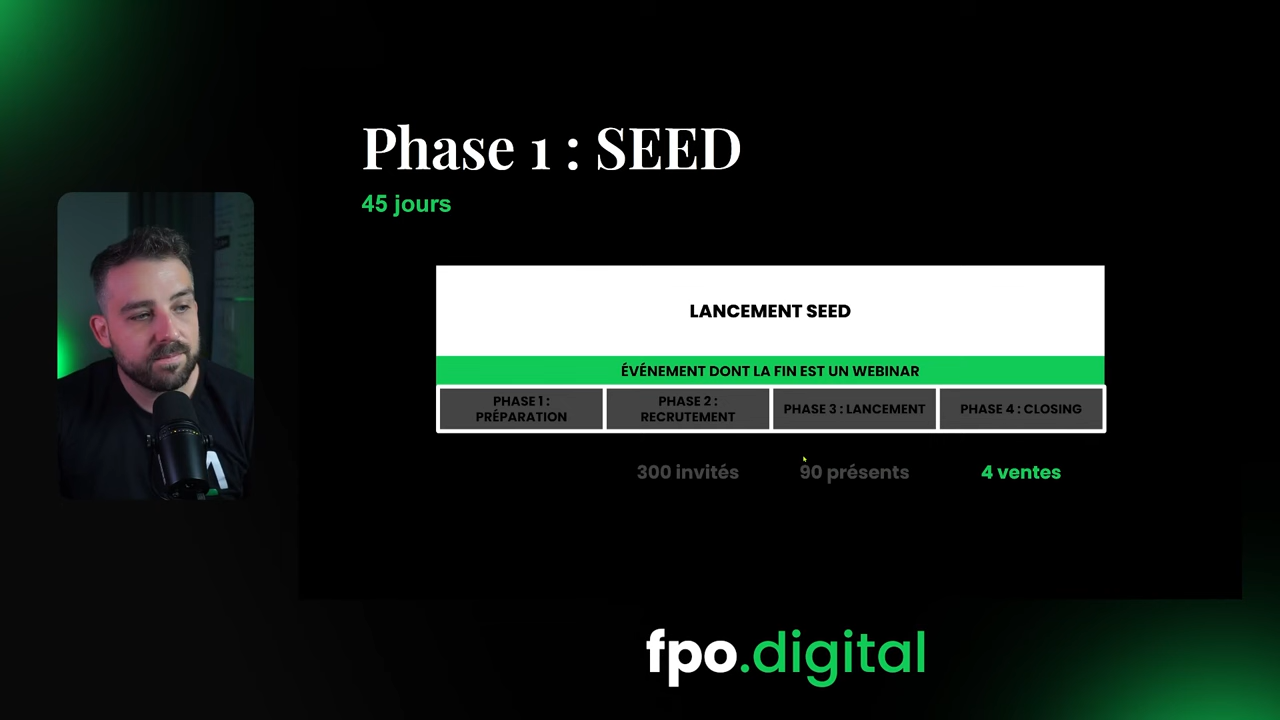 Phase 1 : SEED
45 jours
LANCEMENT SEED
ÉVÉNEMENT DONT LA FIN EST UN WEBINAR
PHASE 1 :
PRÉPARATION
PHASE 2 :
RECRUTEMENT
PHASE 3 : LANCEMENT
PHASE 4 : CLOSING
300 invités
90 présents
4 ventes
fpo.digital